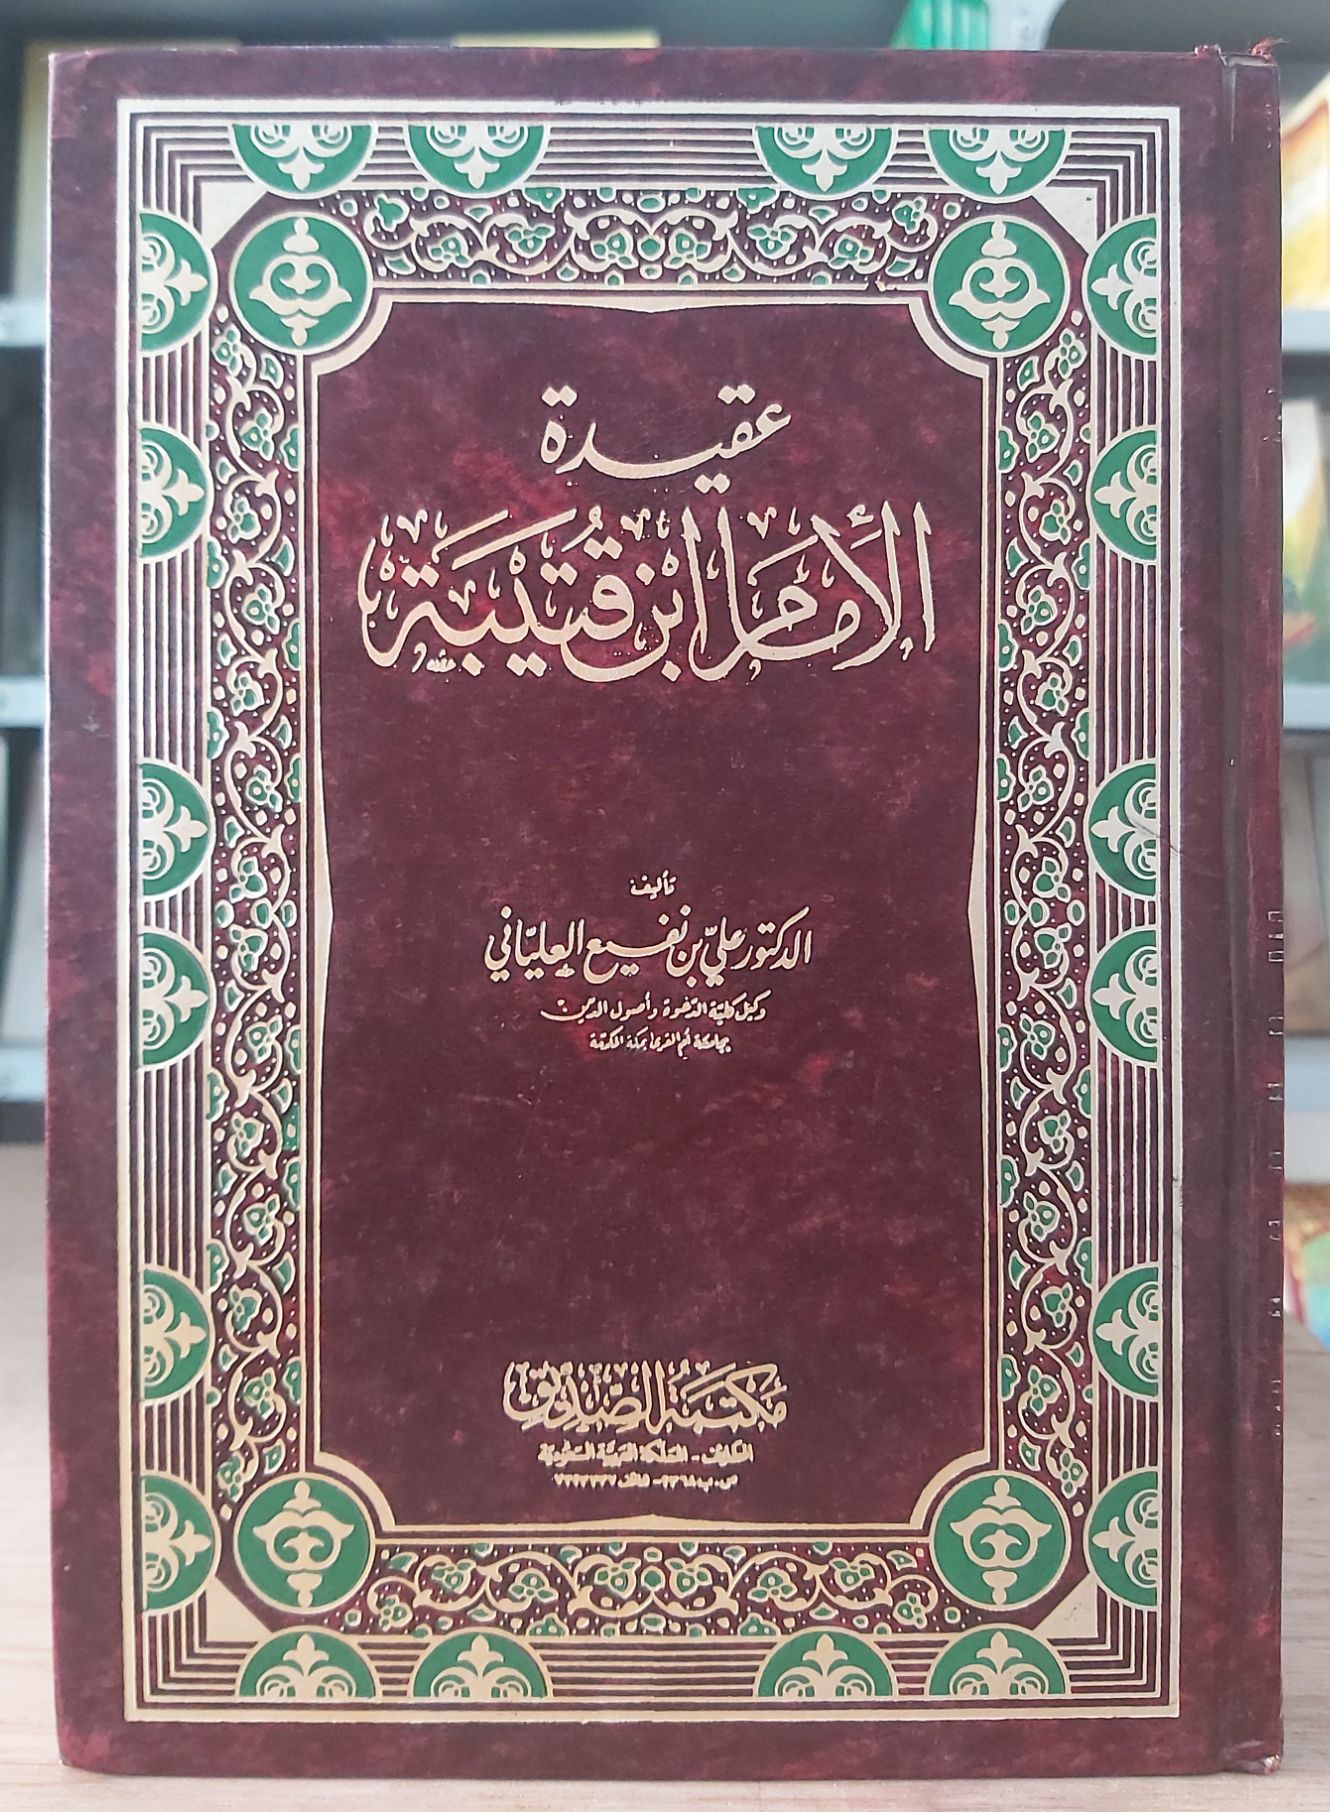 عقيدة
الإمام ابن قتيبة
تأليف
الدكتور علي بن نفيع العلياني
وكيل كلية الدعوة وأصول الدين
بجامعة أم القرى بمكة المكرمة
مكتبة الصديق
الطائف - المملكة العربية السعودية